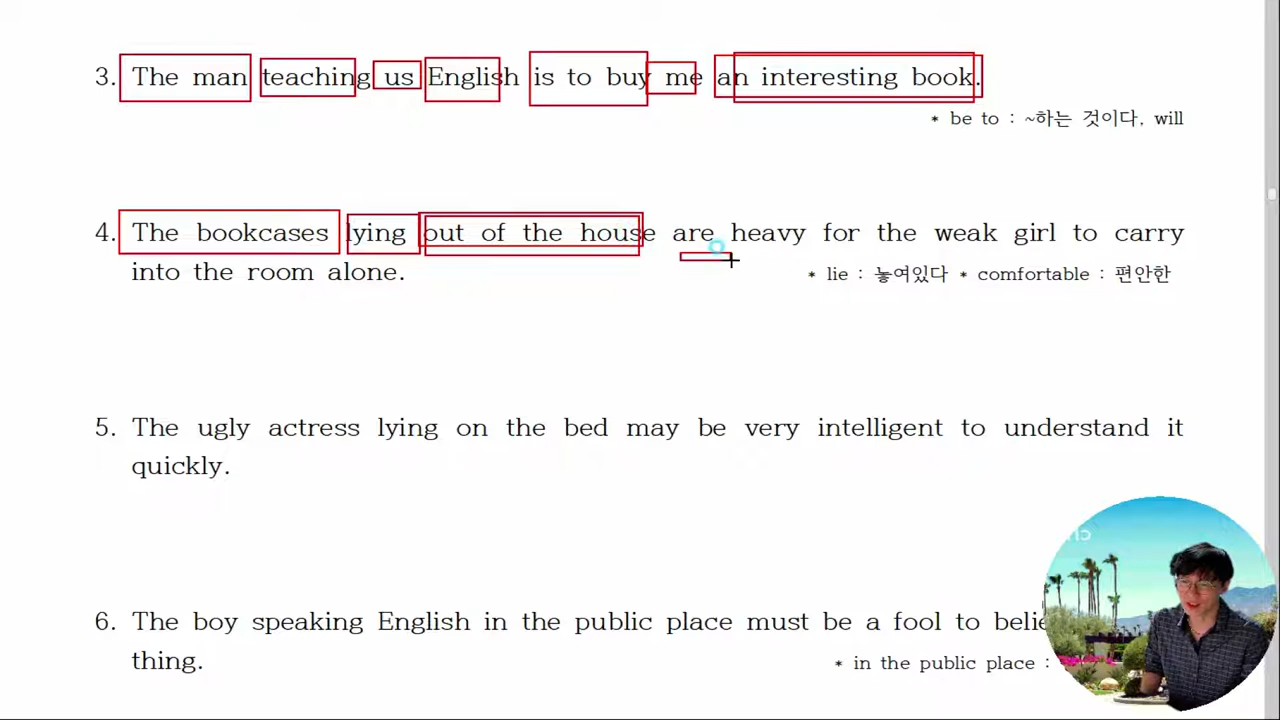 3. The man teaching us English is to buy me an interesting book.
* be to : ~하는 것이다, will
4. The bookcases lying out of the house are heavy for the weak girl to carry
into the room alone.
* lie : 놓여있다 * comfortable : 편안한
5. The ugly actress lying on the bed may be very intelligent to understand it
quickly.
6. The boy speaking English in the public place must be a fool to
thing.
* in the public place :